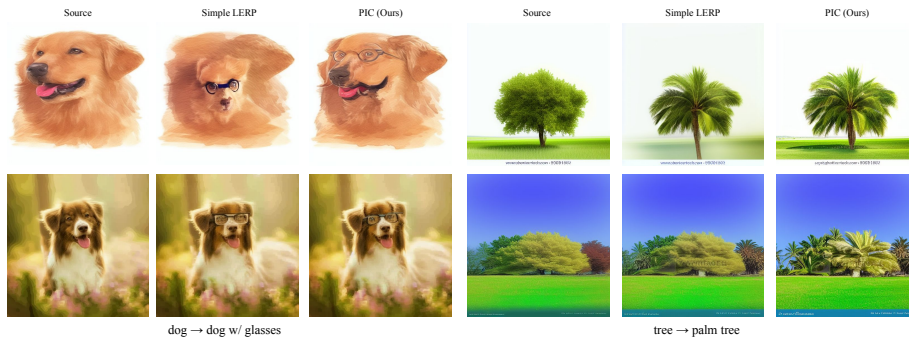 Source Simple LERP PIC (Ours) Source Simple LERP PIC (Ours)
dog → dog w/ glasses tree → palm tree